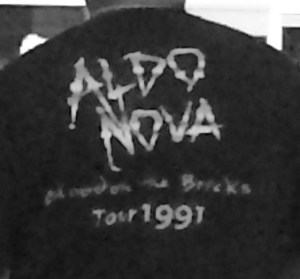 ALDO
NOVA
Blood on the Bricks
Tour 1991